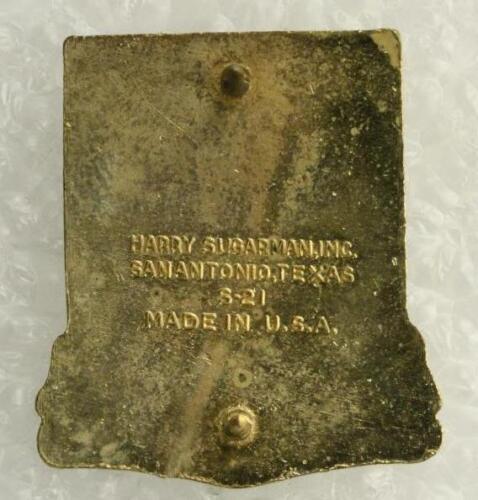 HARRY SUGARMAN,INC.
SAN ANTONIO,TEXAS
S-21
MADE IN U.S.A.